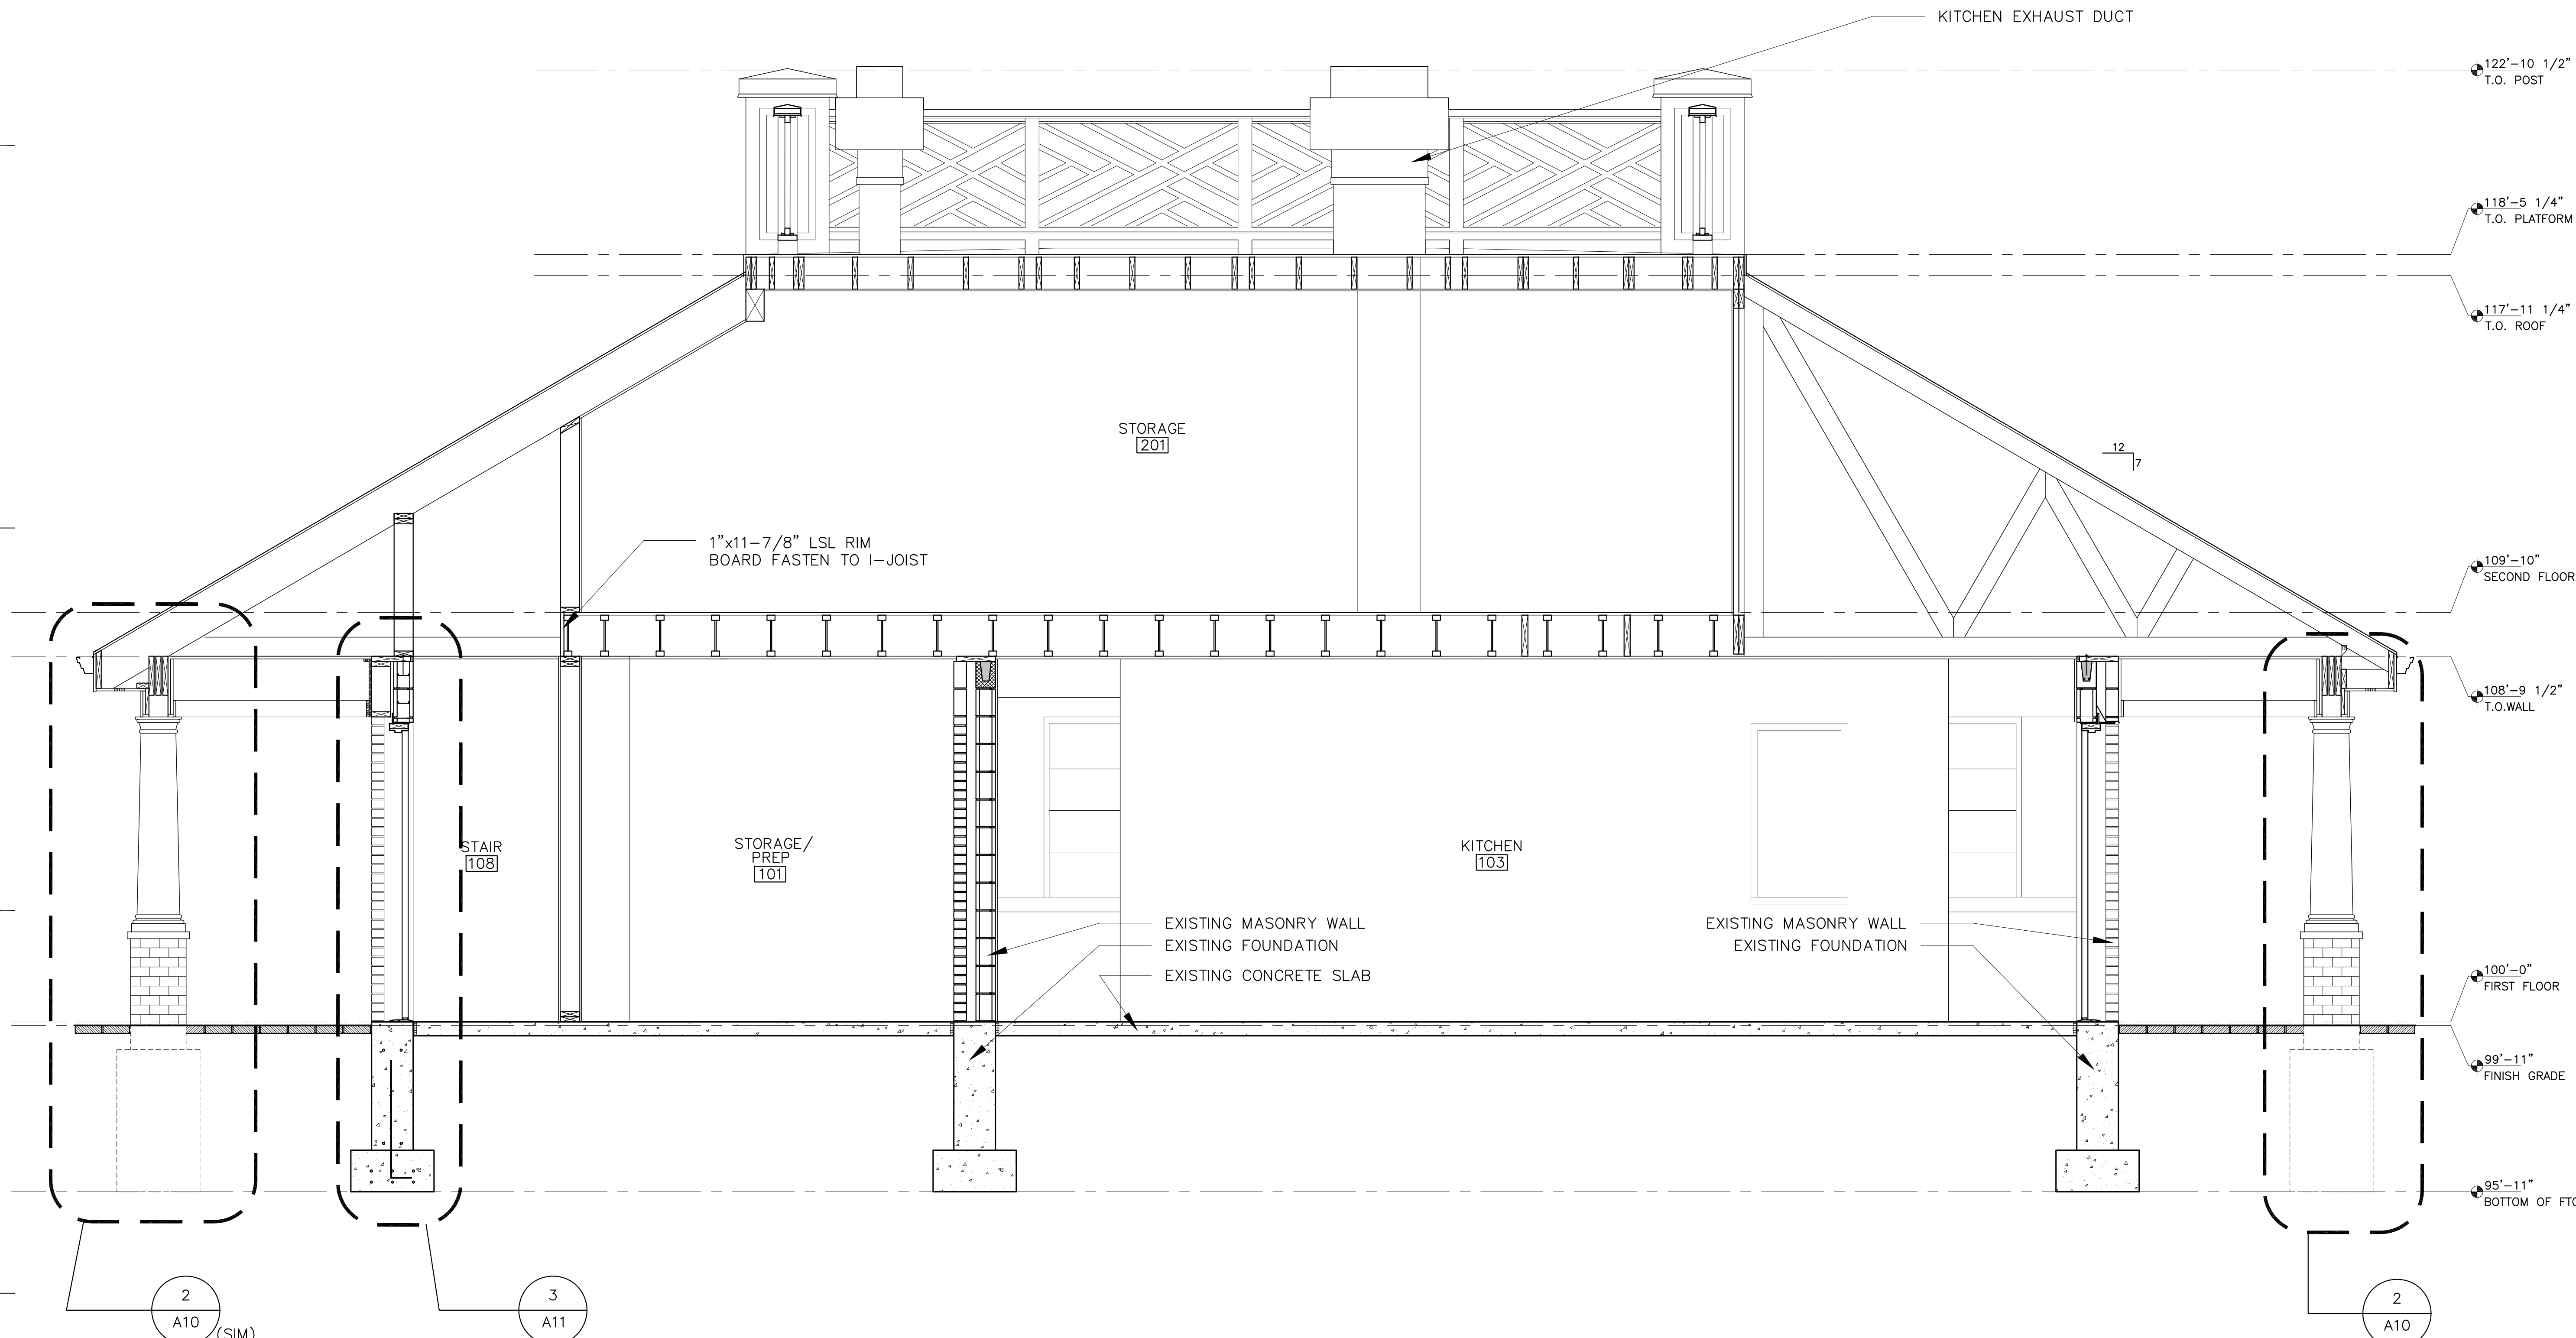 KITCHEN EXHAUST DUCT
122'-10 1/2"
T.O. POST
118'-5 1/4"
T.O. PLATFORM
117'-11 1/4"
T.O. ROOF
STORAGE
201
12
7
1"x11-7/8" LSL RIM
BOARD FASTEN TO I-JOIST
109'-10"
SECOND FLOOR
108'-9 1/2"
T.O.WALL
STAIR
108
STORAGE/
PREP
101
KITCHEN
103
EXISTING MASONRY WALL
EXISTING FOUNDATION
EXISTING CONCRETE SLAB
EXISTING MASONRY WALL
EXISTING FOUNDATION
100'-0"
FIRST FLOOR
99'-11"
FINISH GRADE
95'-11"
BOTTOM OF FTG
2
A10
(SIM)
3
A11
2
A10